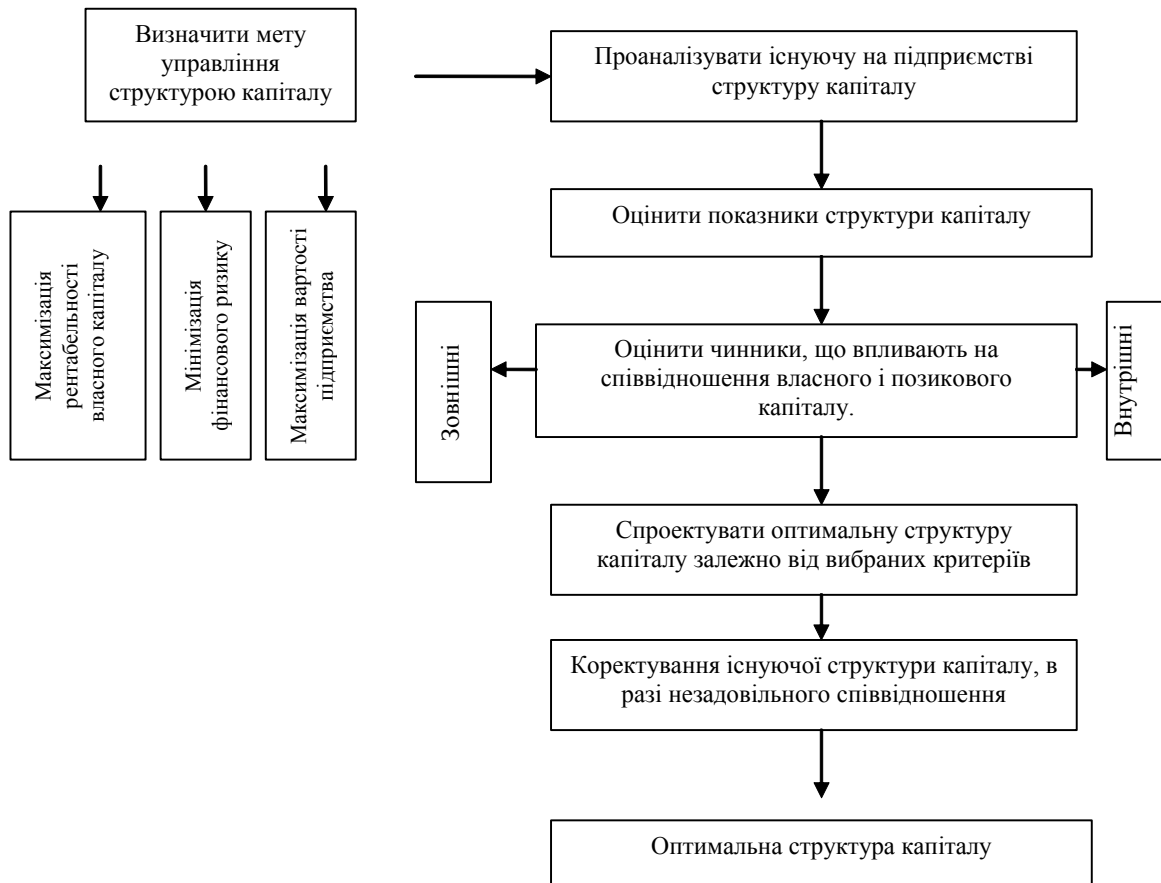 Визначити мету
управління
структурою капіталу
Проаналізувати існуючу на підприємстві
структуру капіталу
Оцінити показники структури капіталу
Максимізація
рентабельності
власного капіталу
Мінімізація
фінансового ризику
Максимізація вартості
підприємства
Зовнішні
Оцінити чинники, що впливають на
співвідношення власного і позикового
капіталу.
Внутрішні
Спроектувати оптимальну структуру
капіталу залежно від вибраних критеріїв
Коректування існуючої структури капіталу, в
разі незадовільного співвідношення
Оптимальна структура капіталу